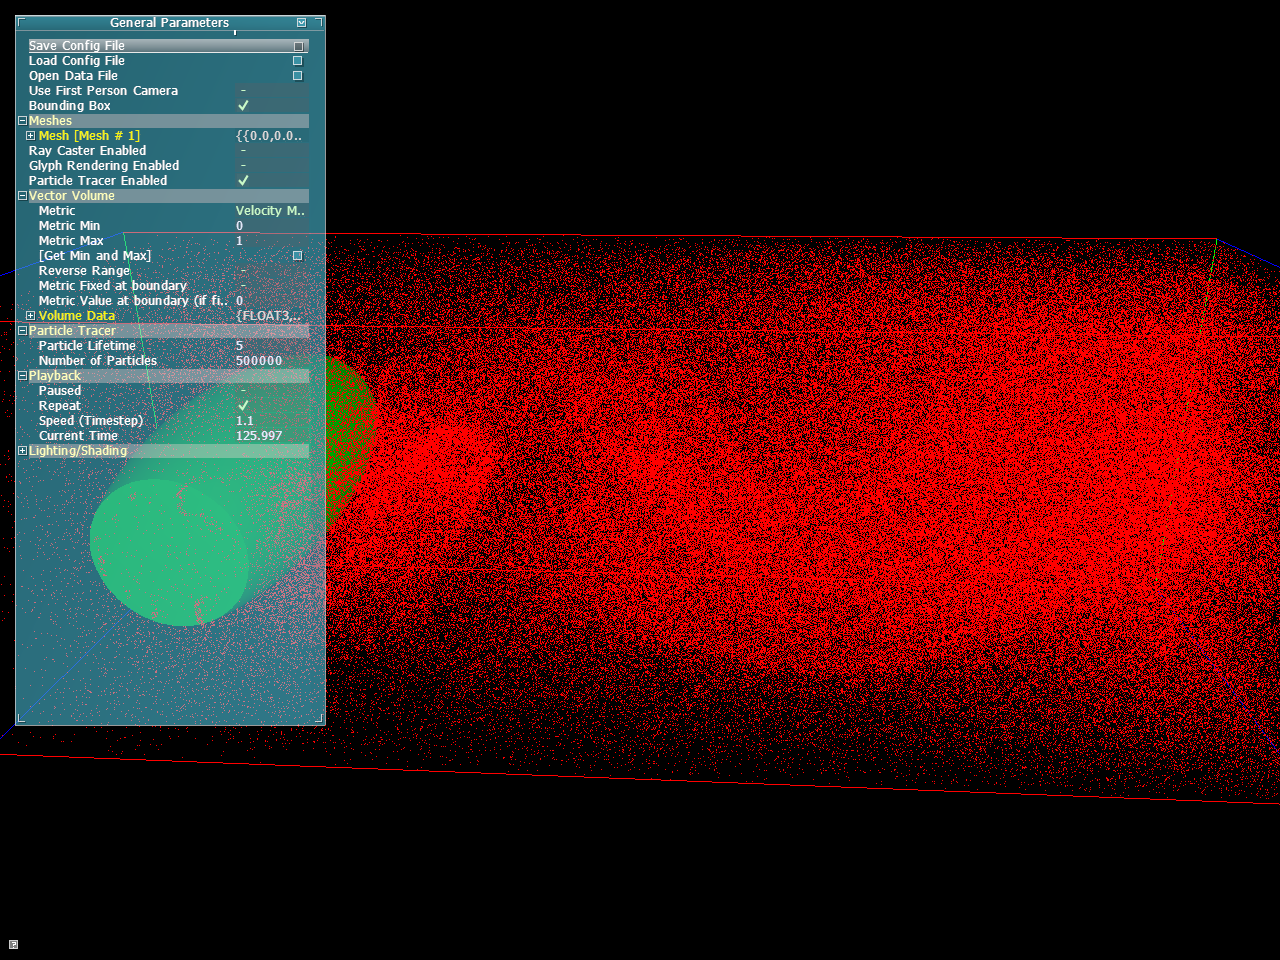 General Parameters
Save Config File
Load Config File
Open Data File
Use First Person Camera -
Bounding Box
Meshes
Mesh [Mesh # 1] {{0.0,0.0..
Ray Caster Enabled -
Glyph Rendering Enabled -
Particle Tracer Enabled
Vector Volume
Metric Velocity M..
Metric Min 0
Metric Max 1
[Get Min and Max]
Reverse Range -
Metric Fixed at boundary -
Metric Value at boundary (if fi.. 0
Volume Data {FLOAT3,..
Particle Tracer
Particle Lifetime 5
Number of Particles 500000
Playback
Paused -
Repeat
Speed (Timestep) 1.1
Current Time 125.997
Lighting/Shading
?